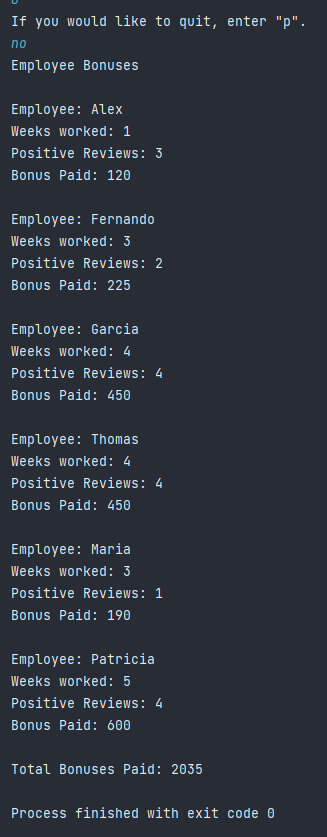 If you would like to quit, enter "p".
no
Employee Bonuses
Employee: Alex
Weeks worked: 1
Positive Reviews: 3
Bonus Paid: 120
Employee: Fernando
Weeks worked: 3
Positive Reviews: 2
Bonus Paid: 225
Employee: Garcia
Weeks worked: 4
Positive Reviews: 4
Bonus Paid: 450
Employee: Thomas
Weeks worked: 4
Positive Reviews: 4
Bonus Paid: 450
Employee: Maria
Weeks worked: 3
Positive Reviews: 1
Bonus Paid: 190
Employee: Patricia
Weeks worked: 5
Positive Reviews: 4
Bonus Paid: 600
Total Bonuses Paid: 2035
Process finished with exit code 0